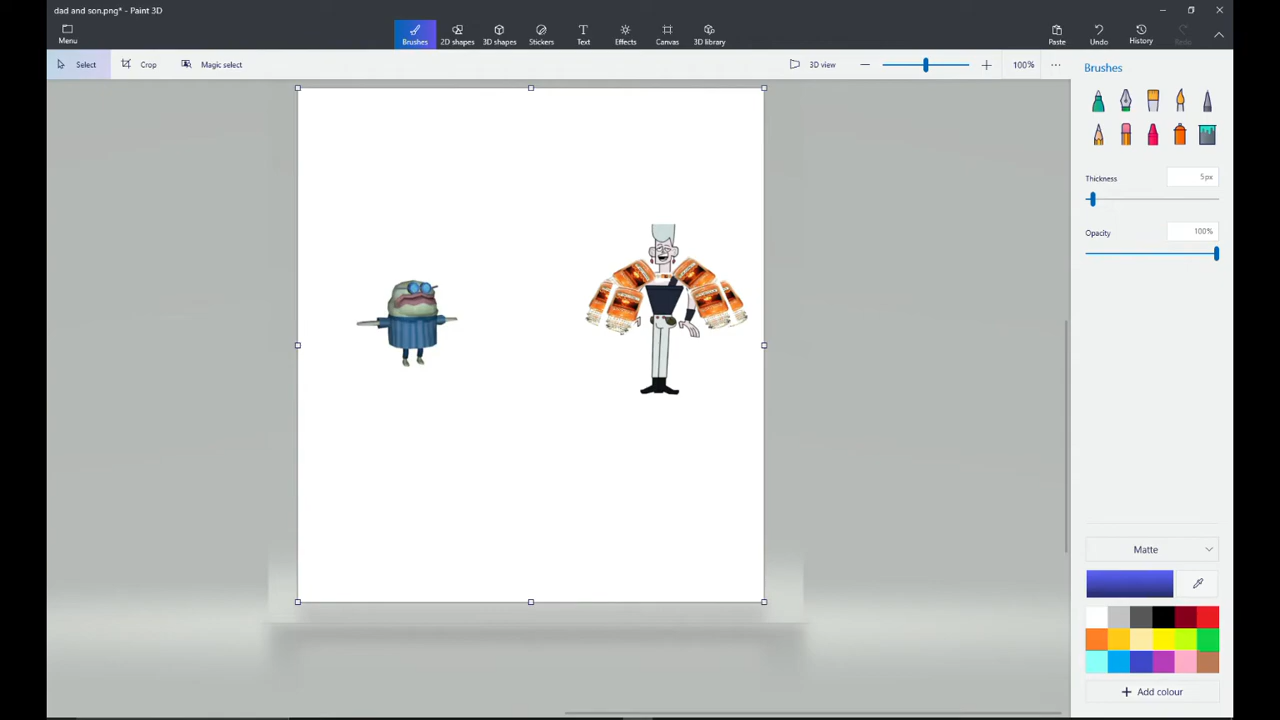 dad and son.png* - Paint 3D
Menu
Brushes
2D shapes
3D shapes
Stickers
Text
Effects
Canvas
3D library
Paste
Undo
History
Redo
Select
Crop
Magic select
3D view
100%
Brushes
Thickness
5px
Opacity
100%
Matte
Add colour